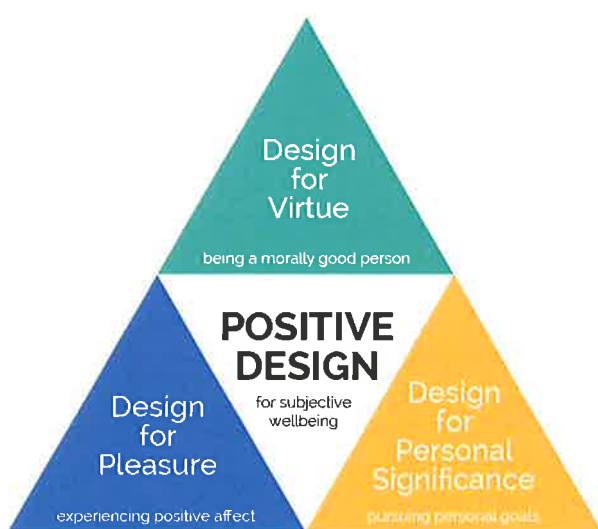 Design
for
Virtue
being a morally good person
POSITIVE
DESIGN
for subjective
wellbeing
Design
for
Pleasure
experiencing positive affect
Design
for
Personal
Significance
pursuing personal goals